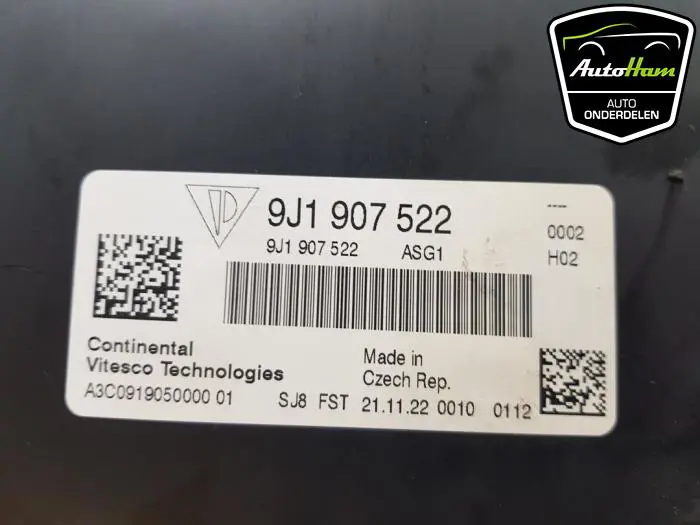 AutoHam
AUTO
ONDERDELEN
9J1 907 522
9J1 907 522 ASG1
---
0002
H02
Continental
Vitesco Technologies
A3C0919050000 01
Made in
Czech Rep.
SJ8 FST 21.11.22 0010 0112